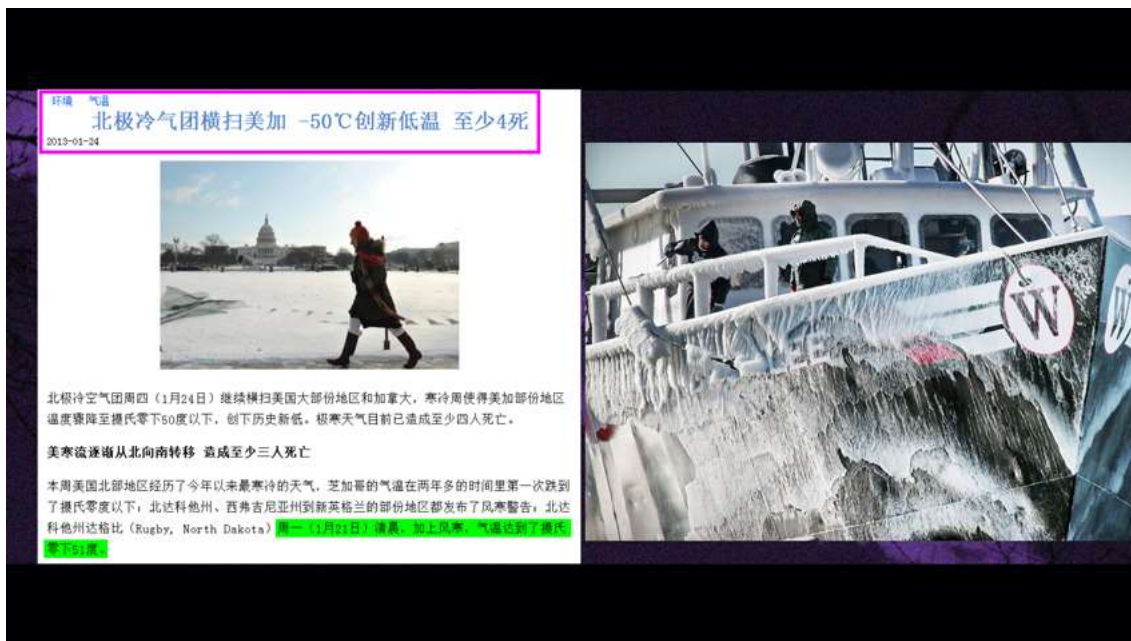 环境 气温
北极冷气团横扫美加 -50℃创新低温 至少4死
2013-01-24
北极冷空气团周四（1月24日）继续横扫美国大部份地区和加拿大，寒冷周使得美加部份地区
温度骤降至摄氏零下50度以下，创下历史新低。极寒天气目前已造成至少四人死亡。
美寒流逐渐从北向南转移 造成至少三人死亡
本周美国北部地区经历了今年以来最寒冷的天气，芝加哥的气温在两年多的时间里第一次跌到
了摄氏零度以下；北达科他州、西弗吉尼亚州到新英格兰的部份地区都发布了风寒警告；北达
科他州达格比（Rugby, North Dakota）周一（1月21日）清晨，加上风寒，气温达到了摄氏
零下51度。
W